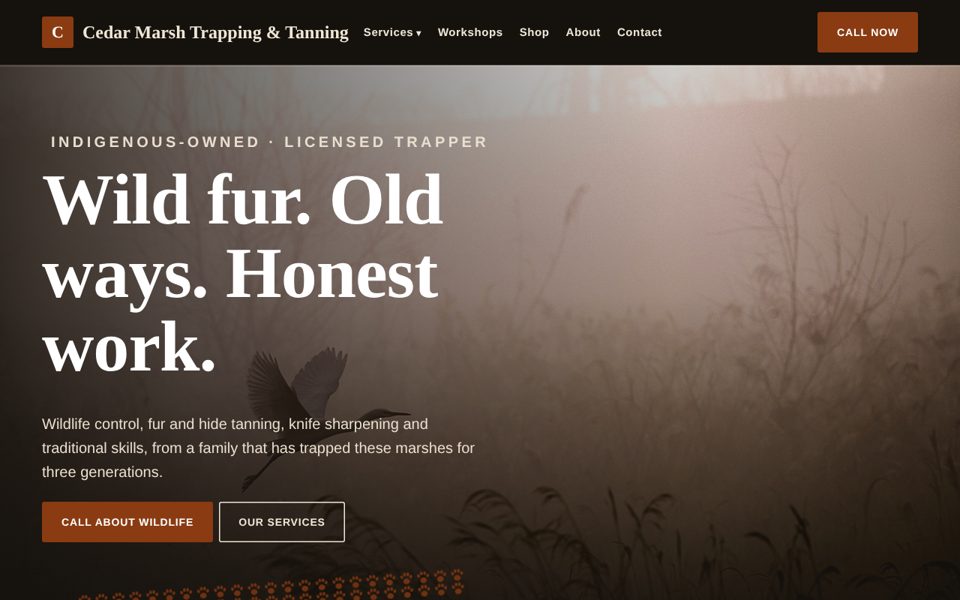 C Cedar Marsh Trapping & Tanning Services ▾ Workshops Shop About Contact CALL NOW
INDIGENOUS-OWNED · LICENSED TRAPPER
Wild fur. Old
ways. Honest
work.
Wildlife control, fur and hide tanning, knife sharpening and
traditional skills, from a family that has trapped these marshes for
three generations.
CALL ABOUT WILDLIFE OUR SERVICES